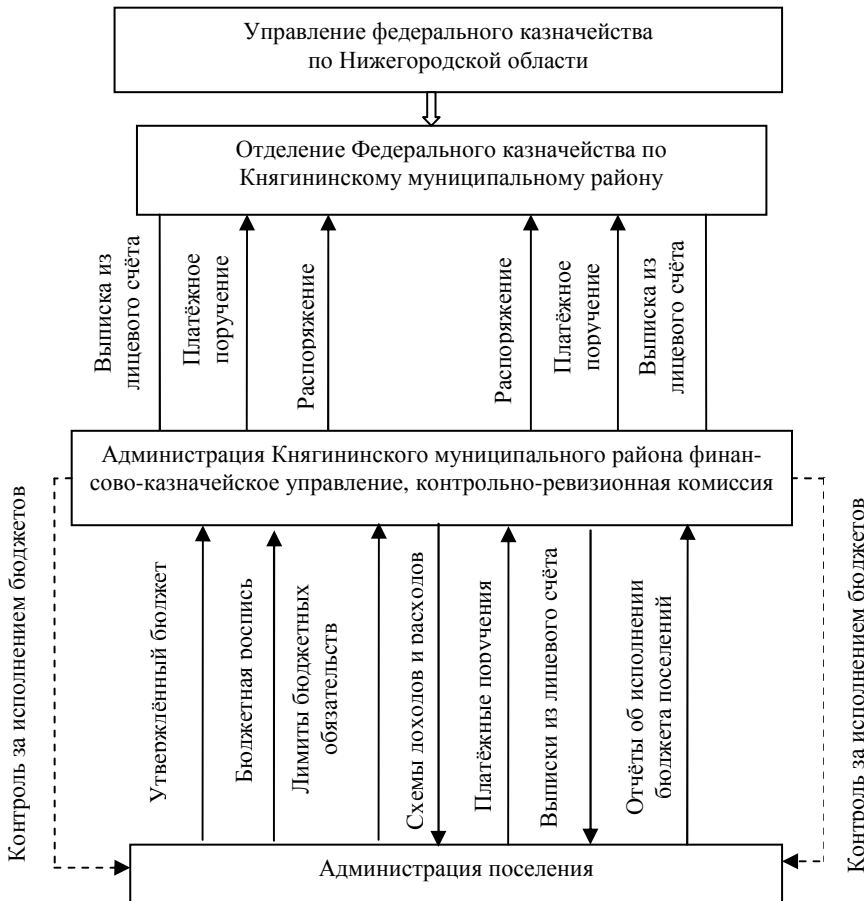 Управление федерального казначейства
по Нижегородской области
Отделение Федерального казначейства по
Княгининскому муниципальному району
Выписка из
лицевого счёта
Платёжное
поручение
Распоряжение
Распоряжение
Платёжное
поручение
Выписка из
лицевого счёта
Администрация Княгининского муниципального района финан-
сово-казначейское управление, контрольно-ревизионная комиссия
Контроль за исполнением бюджетов
Утверждённый бюджет
Бюджетная роспись
Лимиты бюджетных
обязательств
Схемы доходов и расходов
Платёжные поручения
Выписки из лицевого счёта
Отчёты об исполнении
бюджета поселений
Контроль за исполнением бюджетов
Администрация поселения